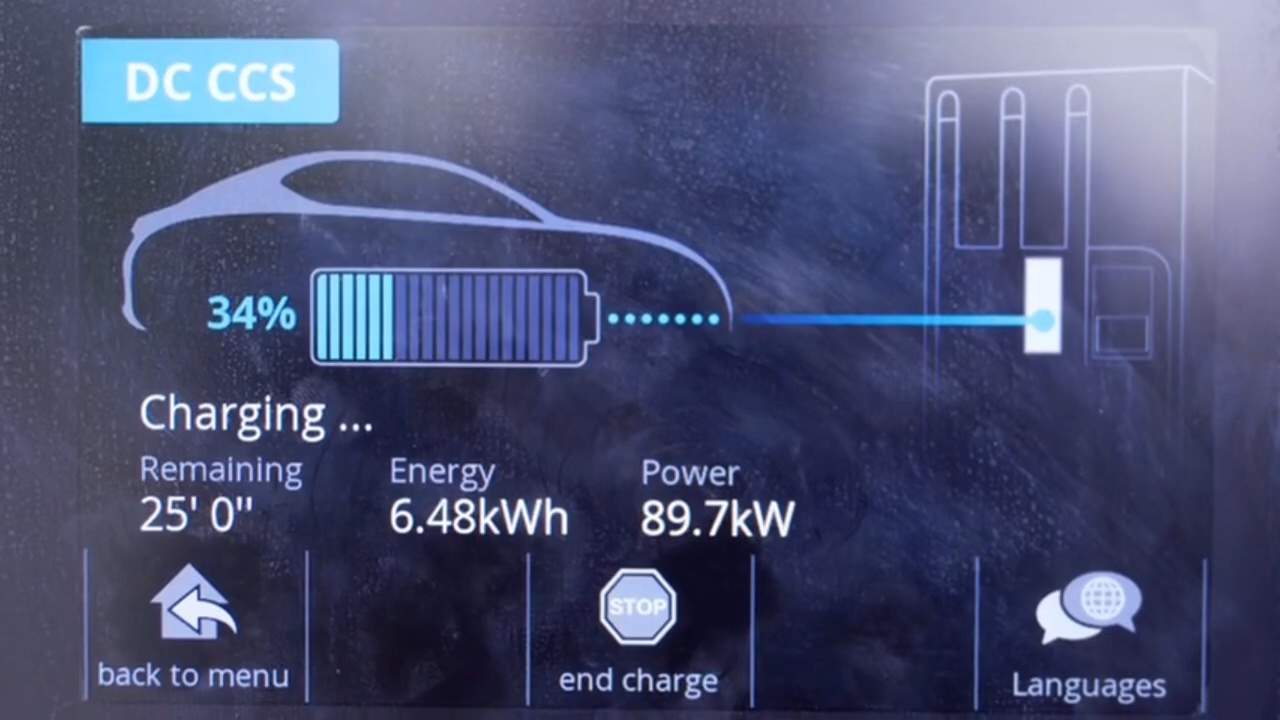 DC CCS
34%
Charging ...
Remaining Energy Power
25' 0" 6.48kWh 89.7kW
STOP
back to menu end charge Languages